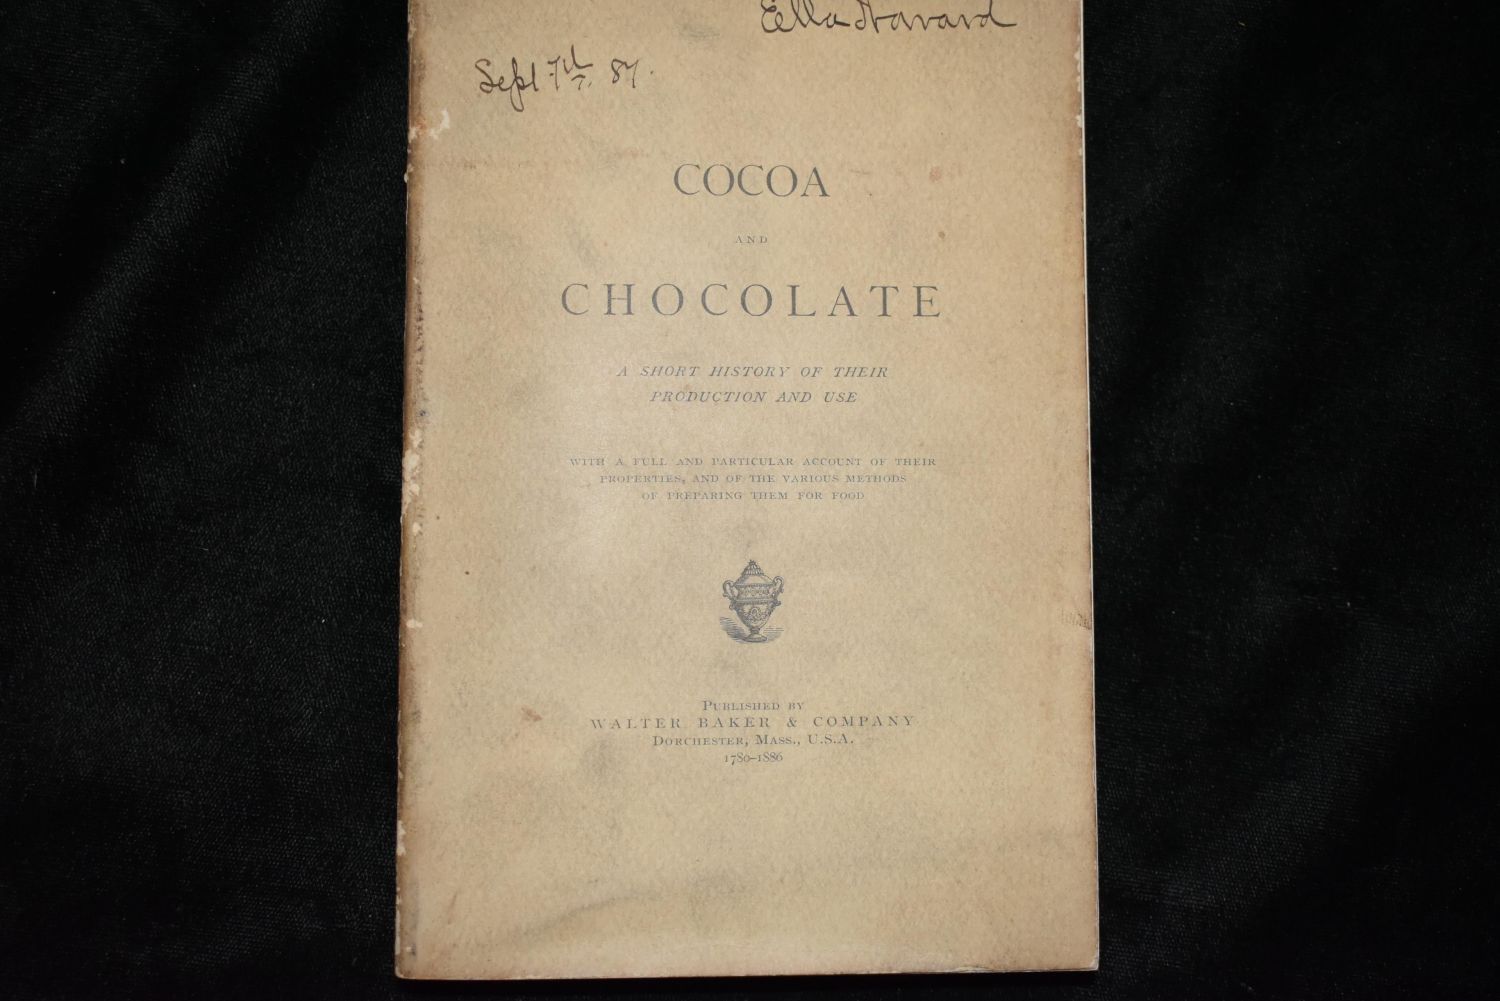 Ella Havard
Sept 7th, 87.
COCOA
AND
CHOCOLATE
A SHORT HISTORY OF THEIR
PRODUCTION AND USE
WITH A FULL AND PARTICULAR ACCOUNT OF THEIR
PROPERTIES, AND OF THE VARIOUS METHODS
OF PREPARING THEM FOR FOOD
PUBLISHED BY
WALTER BAKER & COMPANY
DORCHESTER, MASS., U.S.A.
1780–1886